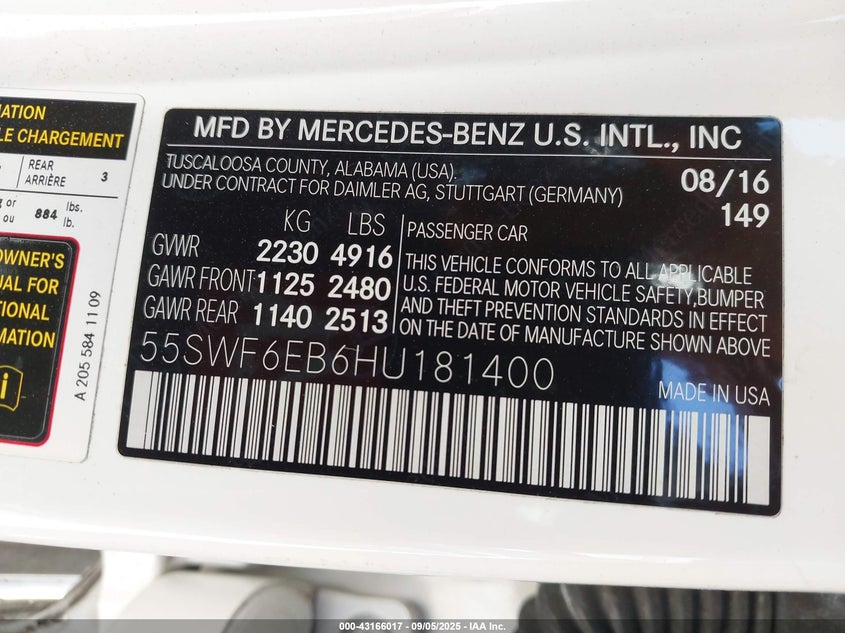 MATION
LE CHARGEMENT
REAR
ARRIÈRE 3
or
ou 884 lbs.
lb.
OWNER'S
UAL FOR
TIONAL
MATION
i
A 205 584 11 09
MFD BY MERCEDES-BENZ U.S. INTL., INC
TUSCALOOSA COUNTY, ALABAMA (USA).
UNDER CONTRACT FOR DAIMLER AG, STUTTGART (GERMANY)
08/16
149
KG LBS
GVWR 2230 4916
GAWR FRONT 1125 2480
GAWR REAR 1140 2513
PASSENGER CAR
THIS VEHICLE CONFORMS TO ALL APPLICABLE
U.S. FEDERAL MOTOR VEHICLE SAFETY,BUMPER
AND THEFT PREVENTION STANDARDS IN EFFECT
ON THE DATE OF MANUFACTURE SHOWN ABOVE
55SWF6EB6HU181400
MADE IN USA
000-43166017 - 09/05/2025 - IAA Inc.